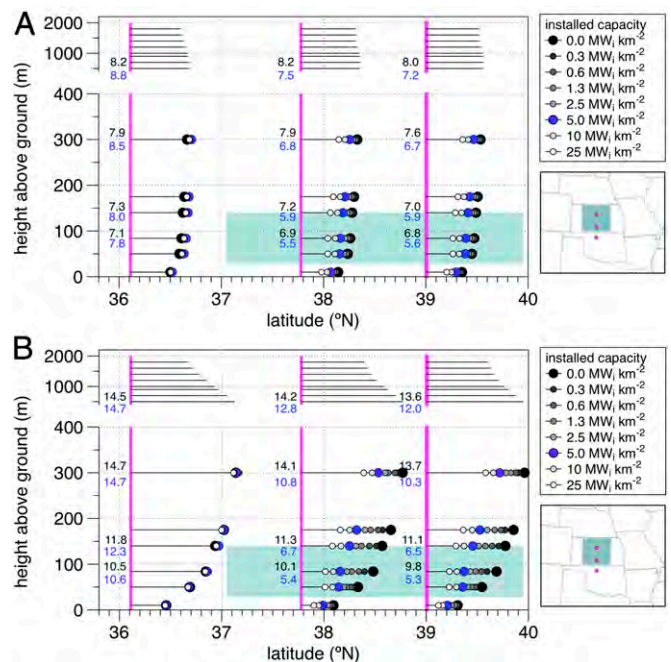 A
installed capacity
0.0 MWi km-2
0.3 MWi km-2
0.6 MWi km-2
1.3 MWi km-2
2.5 MWi km-2
5.0 MWi km-2
10 MWi km-2
25 MWi km-2
height above ground (m)
2000
1000
400
300
200
100
0
8.2 8.2 8.0
8.8 7.5 7.2
7.9 7.9 7.6
8.5 6.8 6.7
7.3 7.2 7.0
8.0 5.9 5.9
7.1 6.9 6.8
7.8 5.5 5.6
36 37 38 39 40
latitude (ºN)
B
installed capacity
0.0 MWi km-2
0.3 MWi km-2
0.6 MWi km-2
1.3 MWi km-2
2.5 MWi km-2
5.0 MWi km-2
10 MWi km-2
25 MWi km-2
height above ground (m)
2000
1000
400
300
200
100
0
14.5 14.2 13.6
14.7 12.8 12.0
14.7 14.1 13.7
14.7 10.8 10.3
11.8 11.3 11.1
12.3 6.7 6.5
10.5 10.1 9.8
10.6 5.4 5.3
36 37 38 39 40
latitude (ºN)